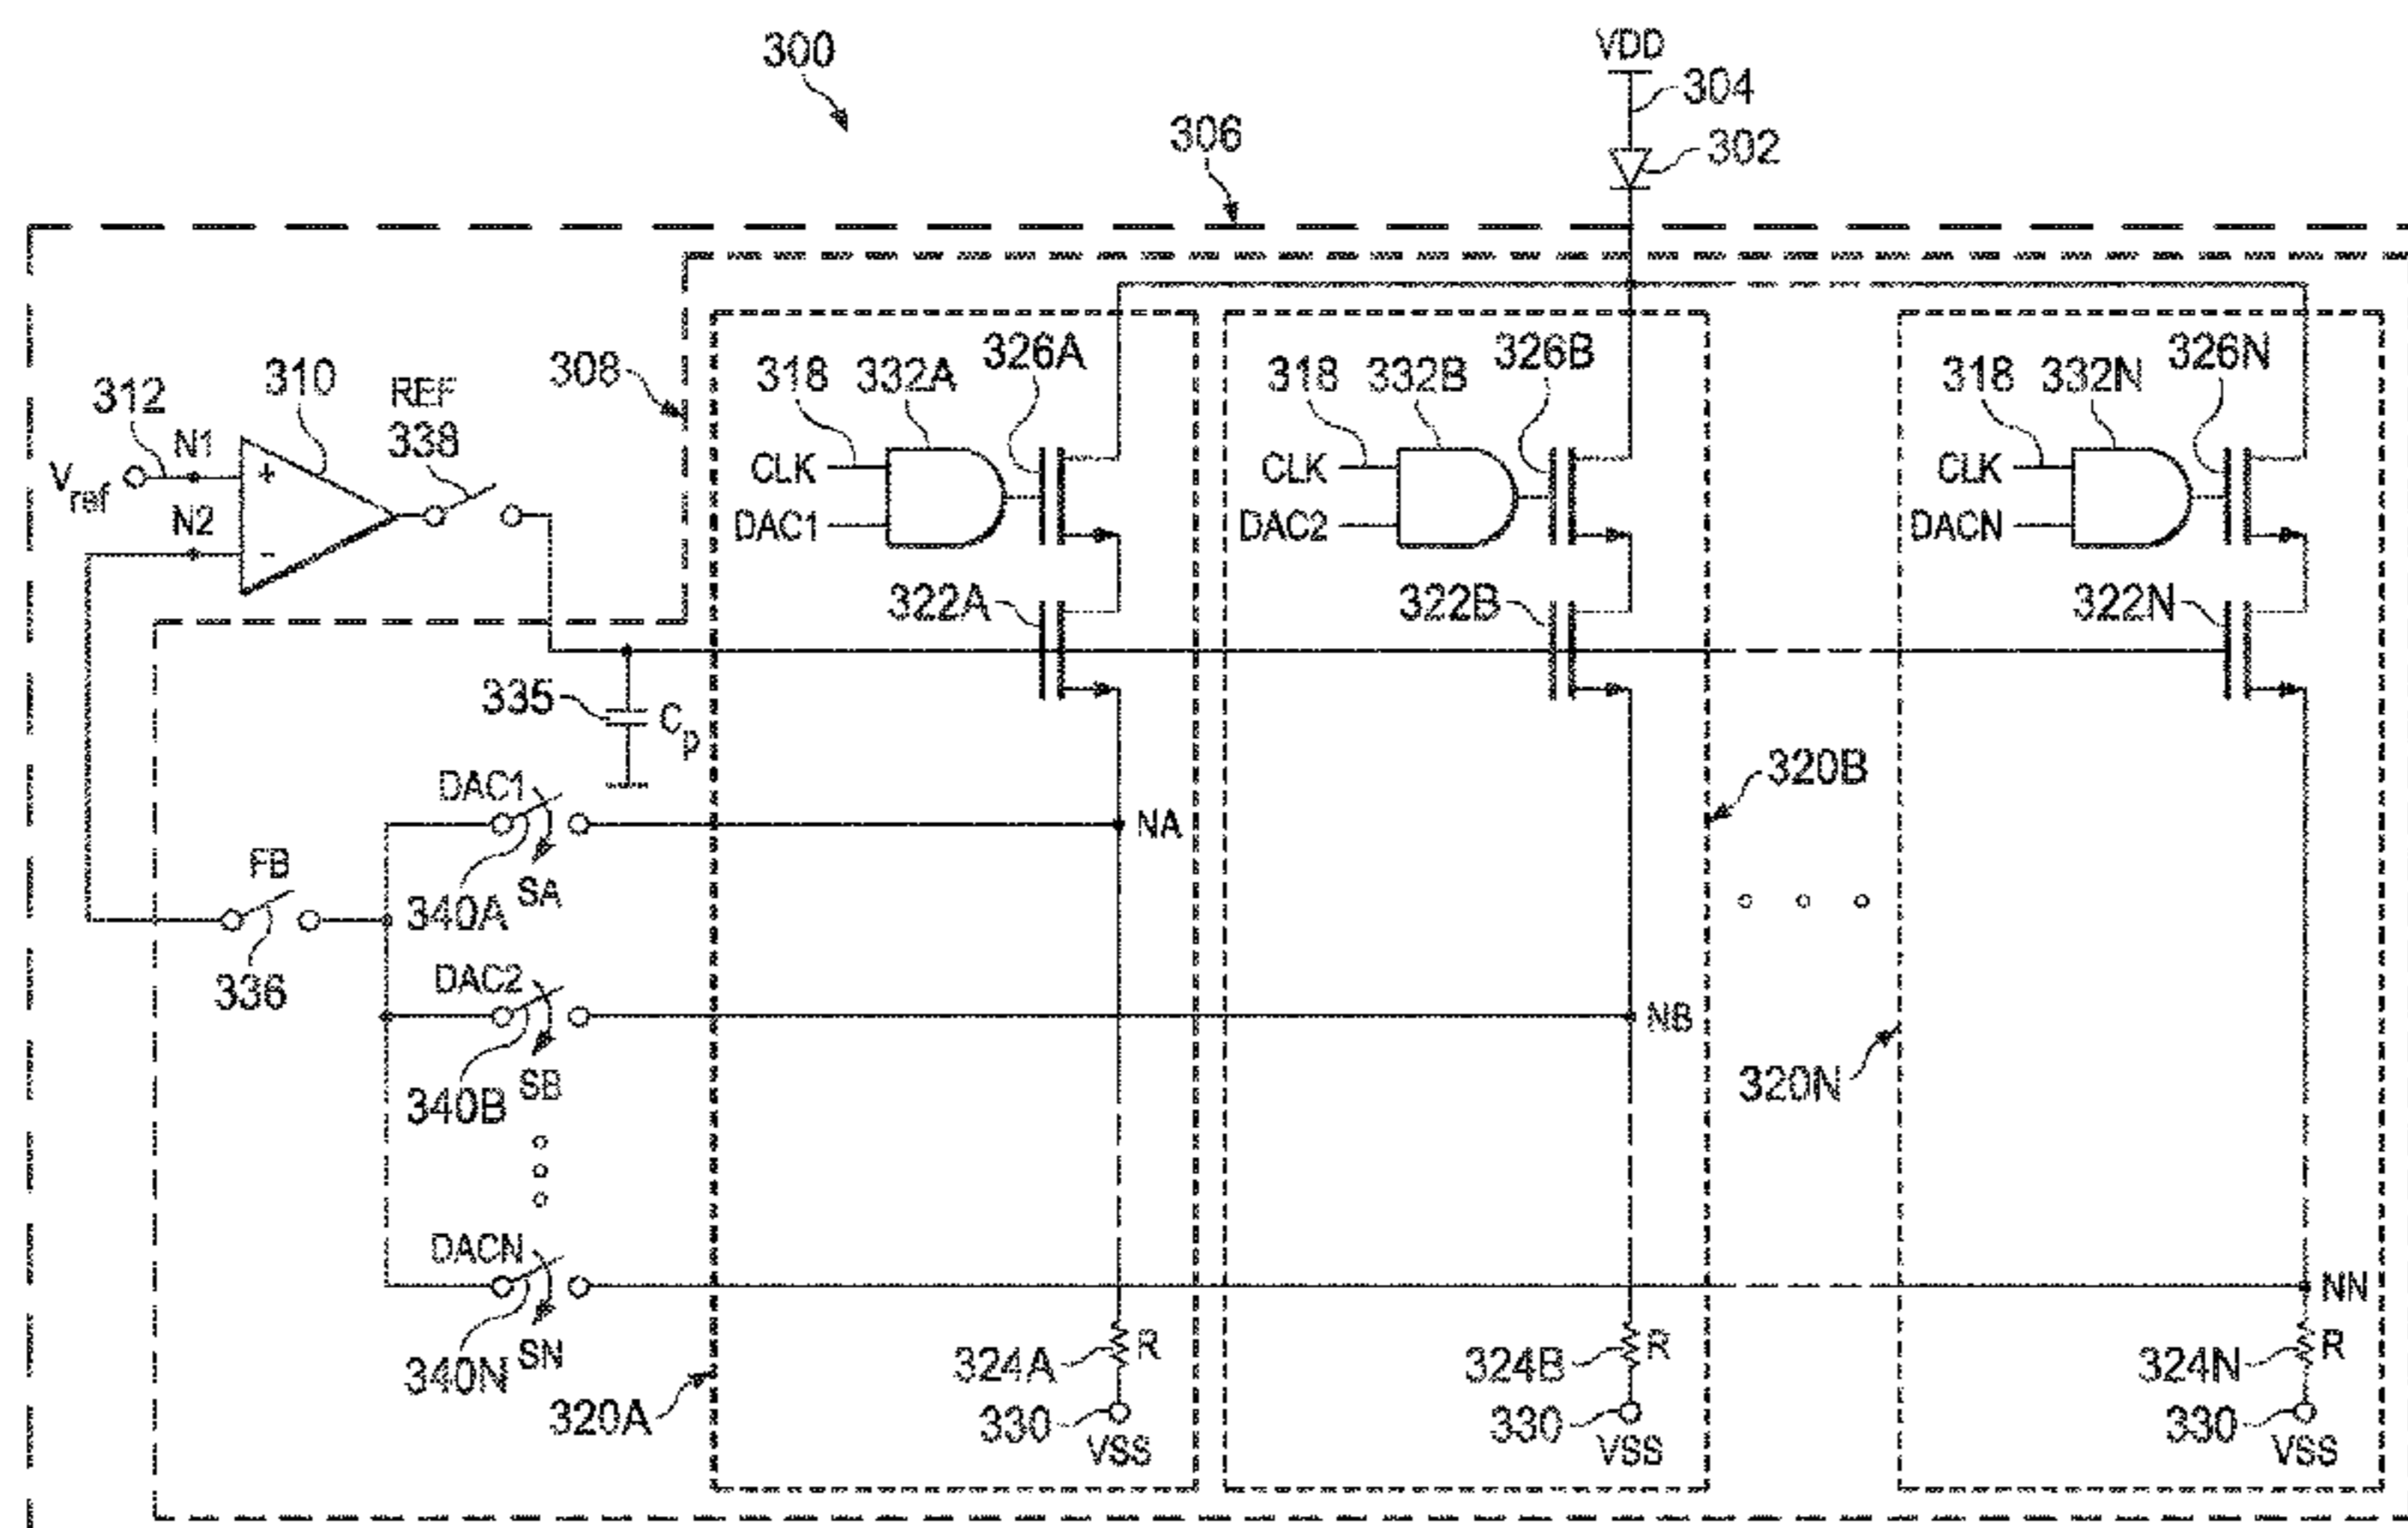 300
VDD
304
306
302
308
318
332A
326A
318
332B
326B
318
332N
326N
312
N1
310
REF
338
Vref
+
N2
-
CLK
DAC1
CLK
DAC2
CLK
DACN
322A
322B
322N
335
Cp
320B
DAC1
NA
FB
340A
SA
336
DAC2
NB
340B
SB
320N
DACN
NN
340N
SN
320A
324A
R
324B
R
324N
R
330
VSS
330
VSS
330
VSS